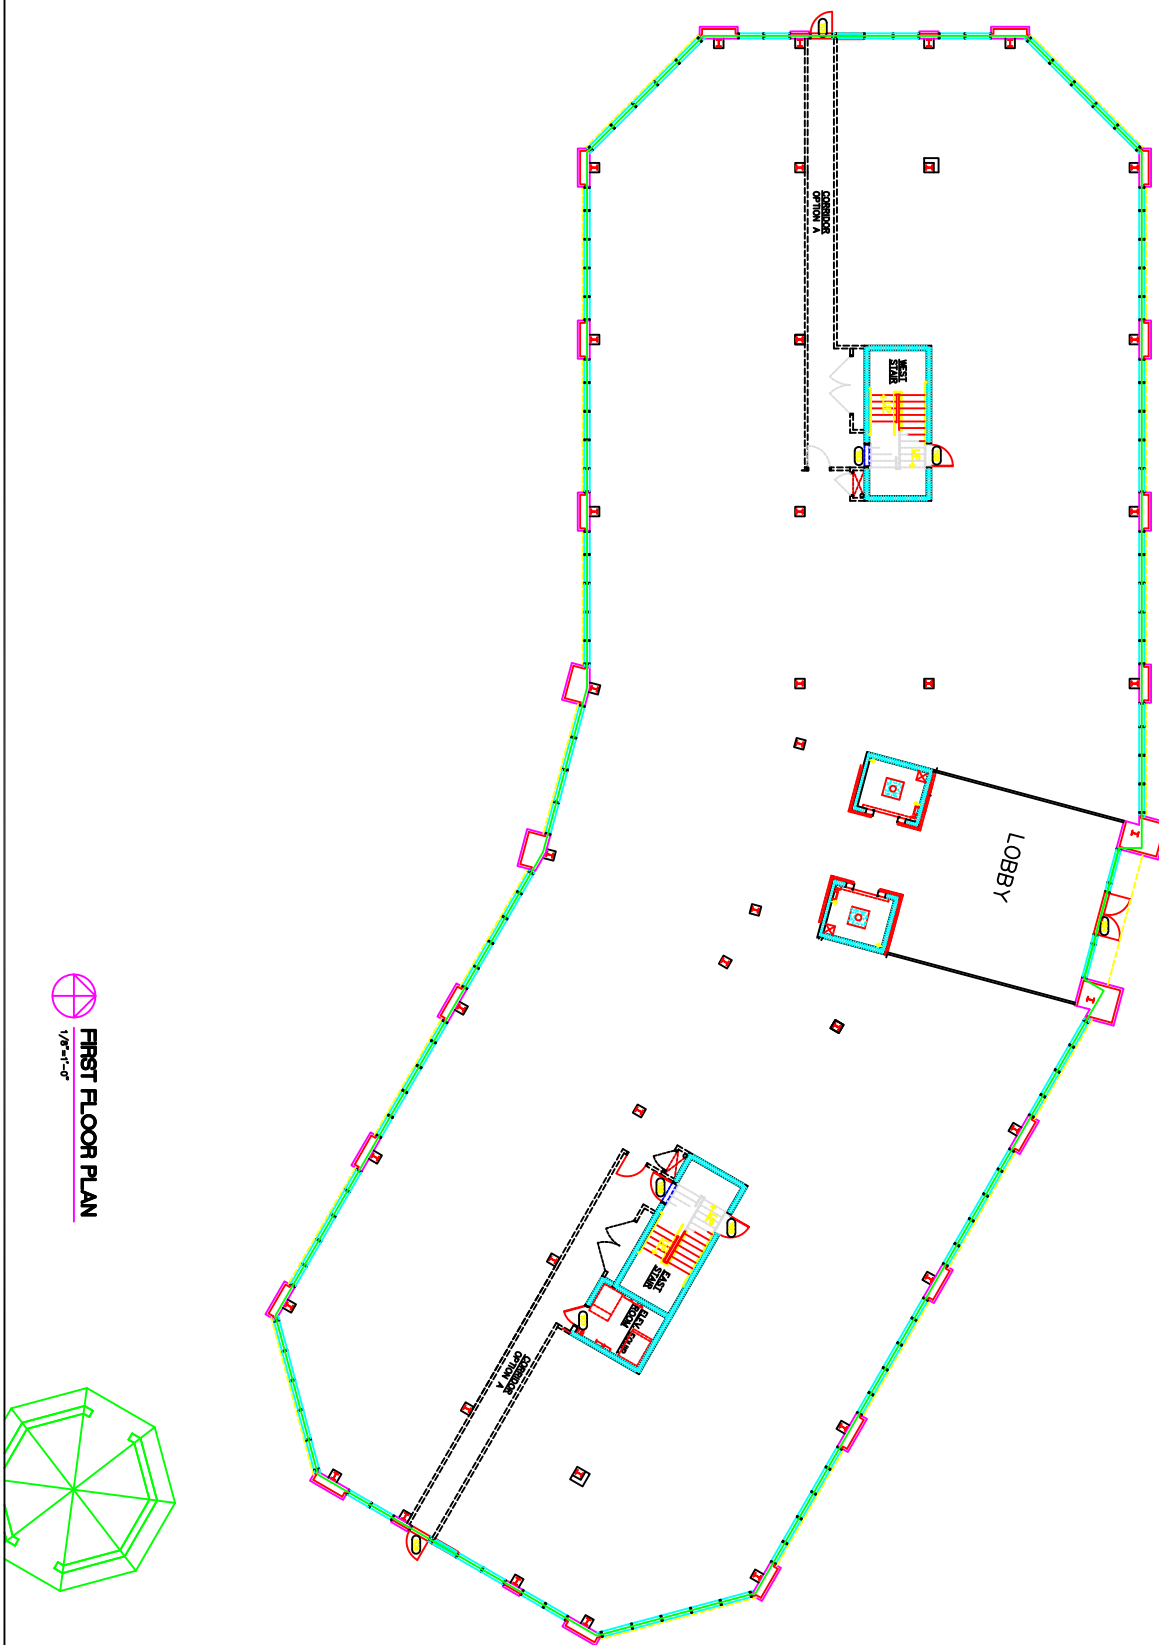 CORRIDOR
OPTION A
WEST
STAIR
LOBBY
EAST
STAIR
ELEV.
ROOM
CORRIDOR
OPTION A
FIRST FLOOR PLAN
1/8"=1'-0"